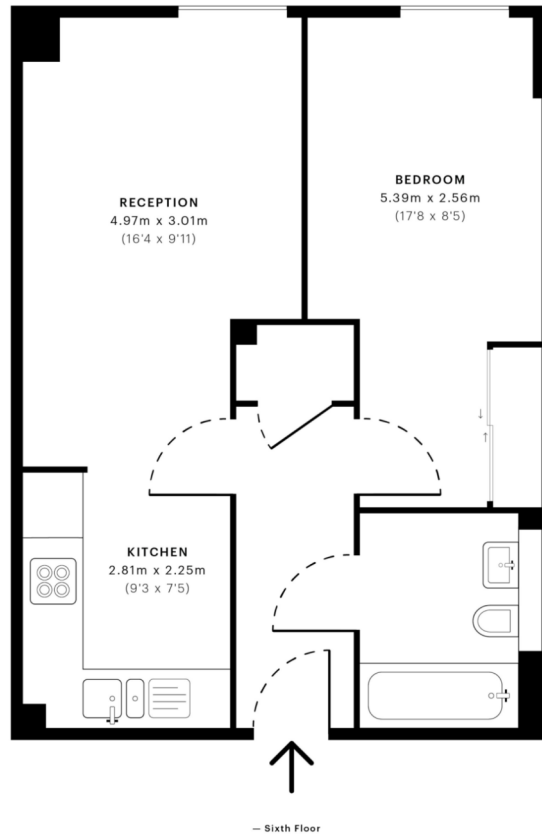 RECEPTION
4.97m x 3.01m
(16'4 x 9'11)
BEDROOM
5.39m x 2.56m
(17'8 x 8'5)
KITCHEN
2.81m x 2.25m
(9'3 x 7'5)
— Sixth Floor